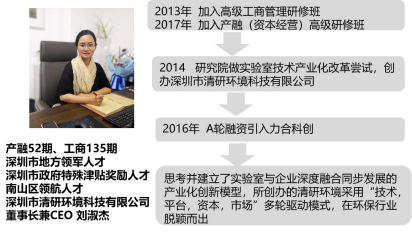 2013年 加入高级工商管理研修班
2017年 加入产融（资本经营）高级研修班
2014 研究院做实验室技术产业化改革尝试，创
办深圳市清研环境科技有限公司
2016年 A轮融资引入力合科创
思考并建立了实验室与企业深度融合同步发展的
产业化创新模型，所创办的清研环境采用“技术，
平台，资本，市场”多轮驱动模式，在环保行业
脱颖而出
产融52期、工商135期
深圳市地方领军人才
深圳市政府特殊津贴奖励人才
南山区领航人才
深圳市清研环境科技有限公司
董事长兼CEO 刘淑杰